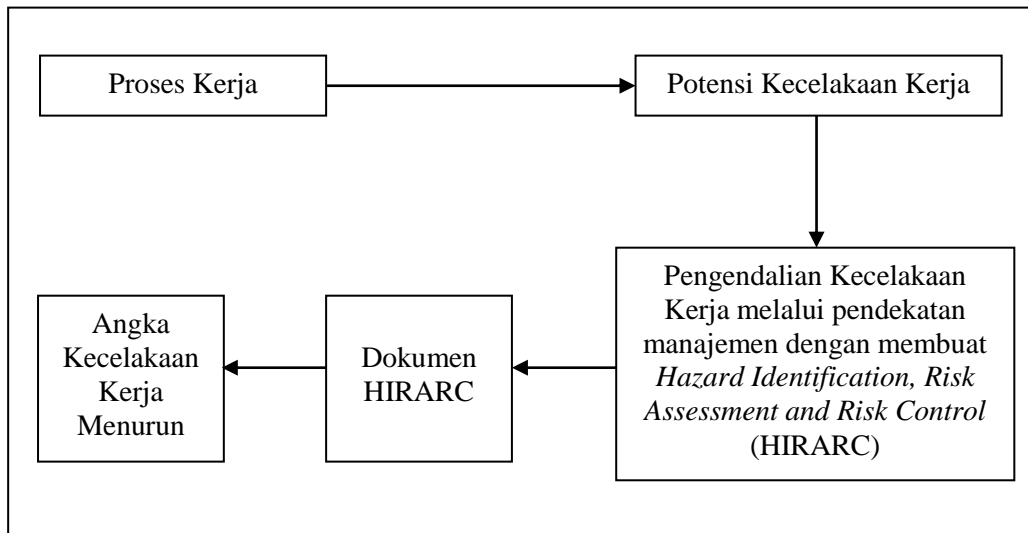 Proses Kerja
Potensi Kecelakaan Kerja
Pengendalian Kecelakaan
Kerja melalui pendekatan
manajemen dengan membuat
Hazard Identification, Risk
Assessment and Risk Control
(HIRARC)
Dokumen
HIRARC
Angka
Kecelakaan
Kerja
Menurun